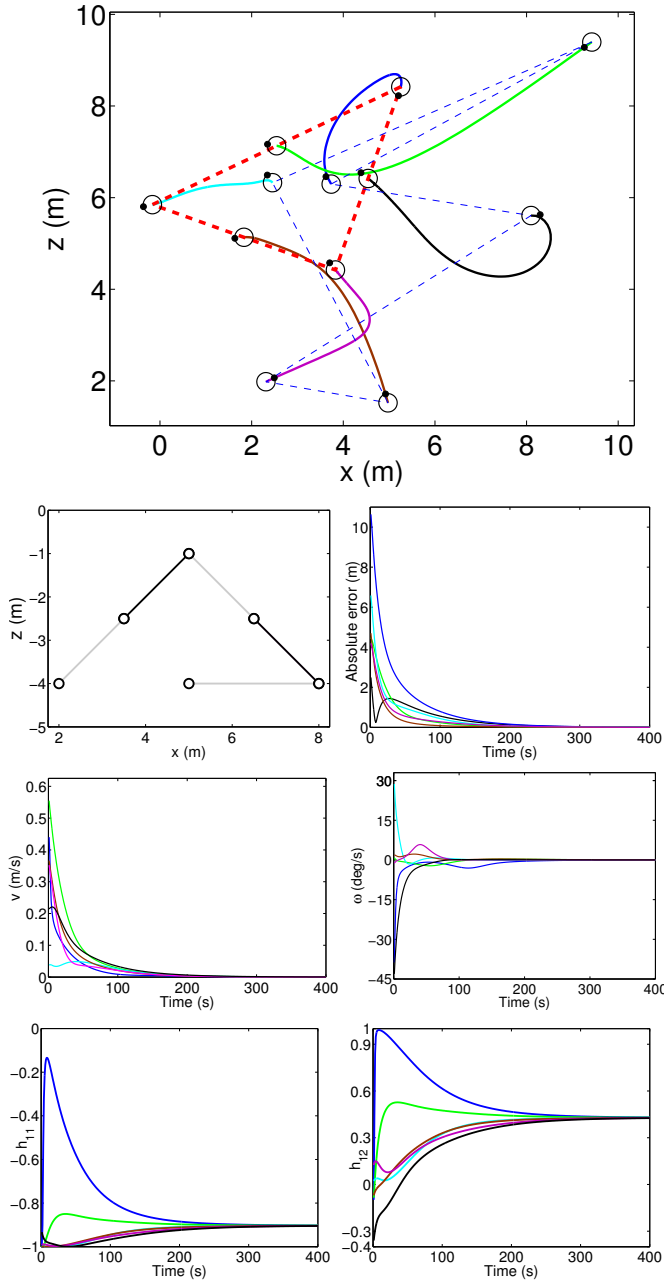 10
8
6
4
2
z (m)
0 2 4 6 8 10
x (m)
0
−1
−2
−3
−4
−5
z (m)
2 4 6 8
x (m)
10
8
6
4
2
0
Absolute error (m)
0 100 200 300 400
Time (s)
0.6
0.5
0.4
0.3
0.2
0.1
0
v (m/s)
0 100 200 300 400
Time (s)
30
15
0
−15
−30
−45
ω (deg/s)
0 100 200 300 400
Time (s)
0
−0.2
−0.4
−0.6
−0.8
−1
h11
0 100 200 300 400
Time (s)
1
0.9
0.6
0.3
0
−0.3
−0.4
h12
0 100 200 300 400
Time (s)